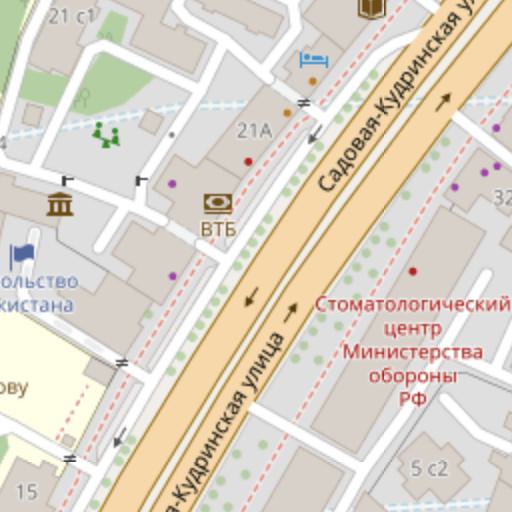 21 с1
Садовая-Кудринская у
21А
ВТБ
32
ольство
кистана
Стоматологический
центр
Министерства
обороны
РФ
а-Кудринская улица
ову
5 с2
15